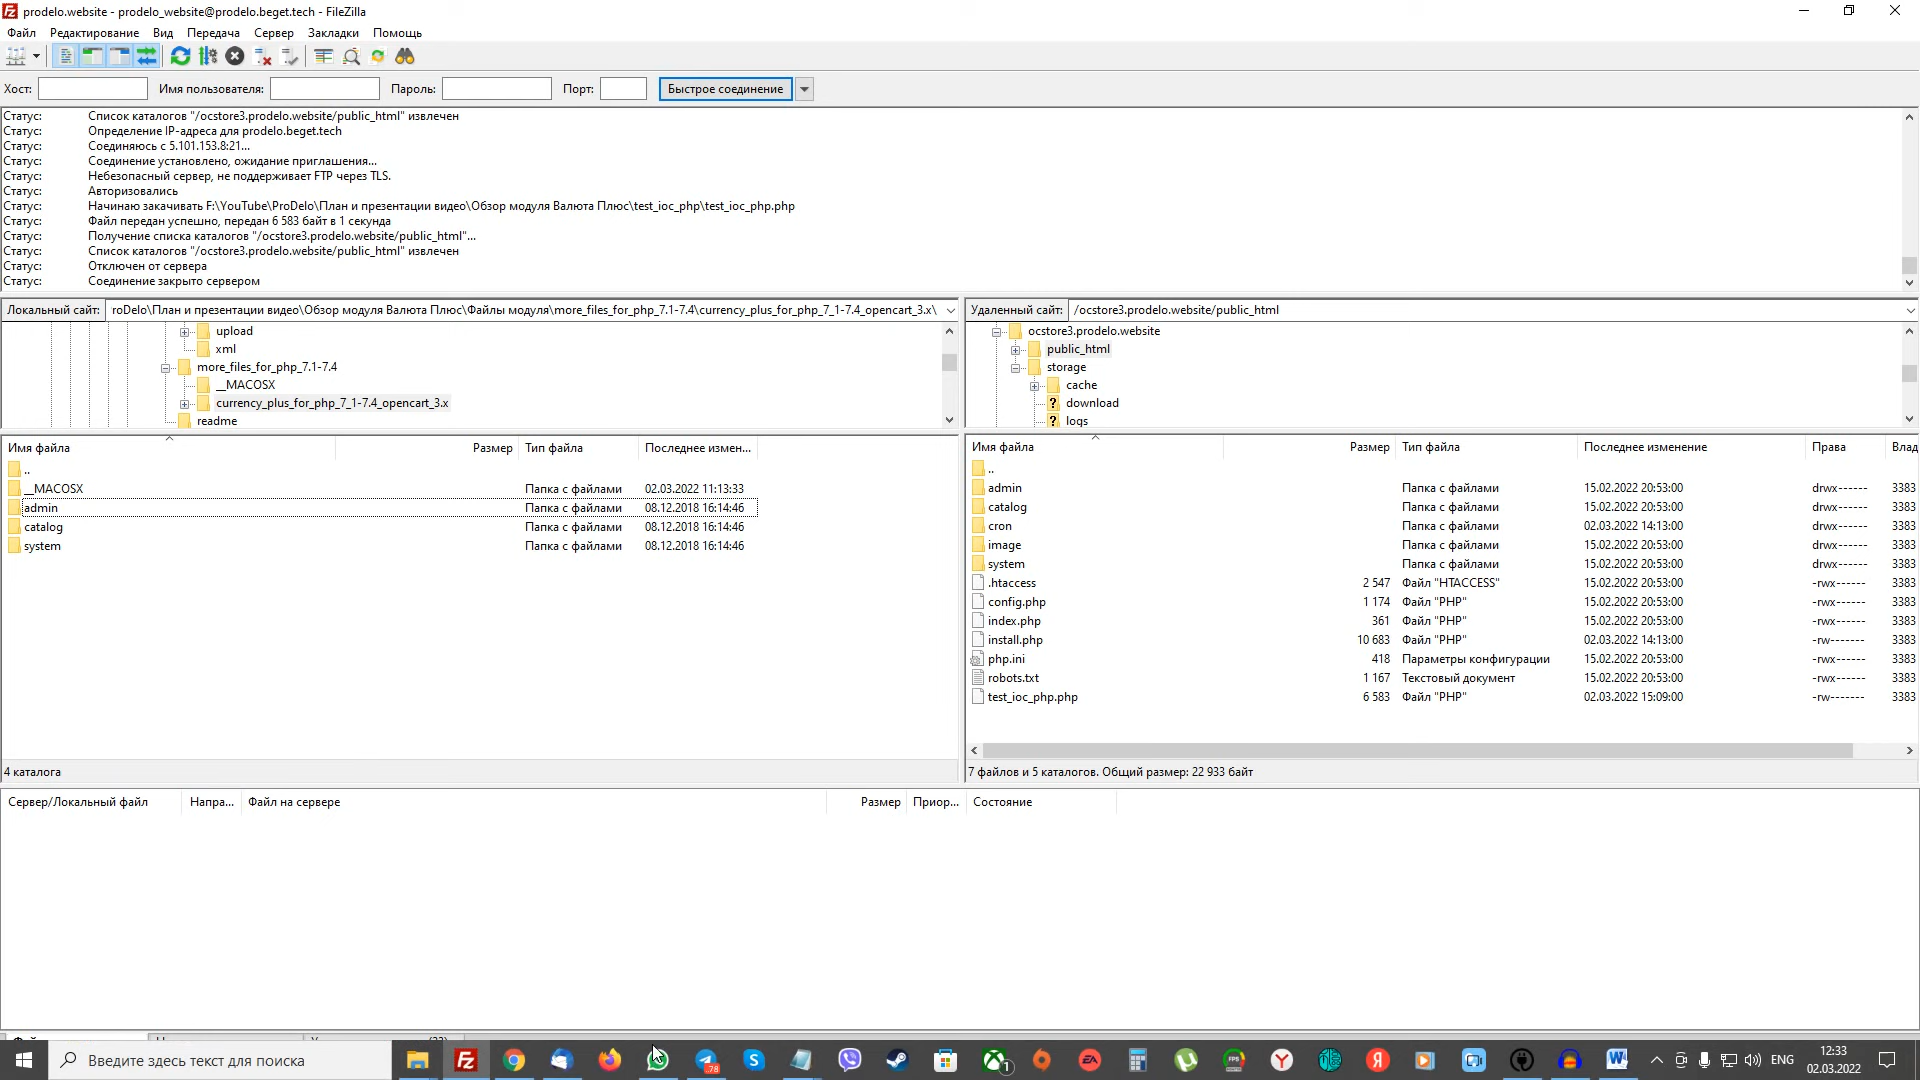 prodelo.website - prodelo_website@prodelo.beget.tech - FileZilla
Файл Редактирование Вид Передача Сервер Закладки Помощь
Хост: Имя пользователя: Пароль: Порт: Быстрое соединение
Статус: Список каталогов "/ocstore3.prodelo.website/public_html" извлечен
Статус: Определение IP-адреса для prodelo.beget.tech
Статус: Соединяюсь с 5.101.153.8:21...
Статус: Соединение установлено, ожидание приглашения...
Статус: Небезопасный сервер, не поддерживает FTP через TLS.
Статус: Авторизовались
Статус: Начинаю закачивать F:\YouTube\ProDelo\План и презентации видео\Обзор модуля Валюта Плюс\test_ioc_php\test_ioc_php.php
Статус: Файл передан успешно, передан 6 583 байт в 1 секунда
Статус: Получение списка каталогов "/ocstore3.prodelo.website/public_html"...
Статус: Список каталогов "/ocstore3.prodelo.website/public_html" извлечен
Статус: Отключен от сервера
Статус: Соединение закрыто сервером
Локальный сайт: roDelo\План и презентации видео\Обзор модуля Валюта Плюс\Файлы модуля\more_files_for_php_7.1-7.4\currency_plus_for_php_7_1-7.4_opencart_3.x\
upload
xml
more_files_for_php_7.1-7.4
__MACOSX
currency_plus_for_php_7_1-7.4_opencart_3.x
readme
Имя файла Размер Тип файла Последнее измен...
..
__MACOSX Папка с файлами 02.03.2022 11:13:33
admin Папка с файлами 08.12.2018 16:14:46
catalog Папка с файлами 08.12.2018 16:14:46
system Папка с файлами 08.12.2018 16:14:46
4 каталога
Удаленный сайт: /ocstore3.prodelo.website/public_html
ocstore3.prodelo.website
public_html
storage
cache
? download
? logs
Имя файла Размер Тип файла Последнее изменение Права Влад
..
admin Папка с файлами 15.02.2022 20:53:00 drwx------ 3383
catalog Папка с файлами 15.02.2022 20:53:00 drwx------ 3383
cron Папка с файлами 02.03.2022 14:13:00 drwx------ 3383
image Папка с файлами 15.02.2022 20:53:00 drwx------ 3383
system Папка с файлами 15.02.2022 20:53:00 drwx------ 3383
.htaccess 2 547 Файл "HTACCESS" 15.02.2022 20:53:00 -rwx------ 3383
config.php 1 174 Файл "PHP" 15.02.2022 20:53:00 -rwx------ 3383
index.php 361 Файл "PHP" 15.02.2022 20:53:00 -rwx------ 3383
install.php 10 683 Файл "PHP" 02.03.2022 14:13:00 -rw------- 3383
php.ini 418 Параметры конфигурации 15.02.2022 20:53:00 -rwx------ 3383
robots.txt 1 167 Текстовый документ 15.02.2022 20:53:00 -rwx------ 3383
test_ioc_php.php 6 583 Файл "PHP" 02.03.2022 15:09:00 -rw------- 3383
7 файлов и 5 каталогов. Общий размер: 22 933 байт
Сервер/Локальный файл Напра... Файл на сервере Размер Приор... Состояние
Введите здесь текст для поиска
.78
1
EA
FPS
ENG
12:33
02.03.2022